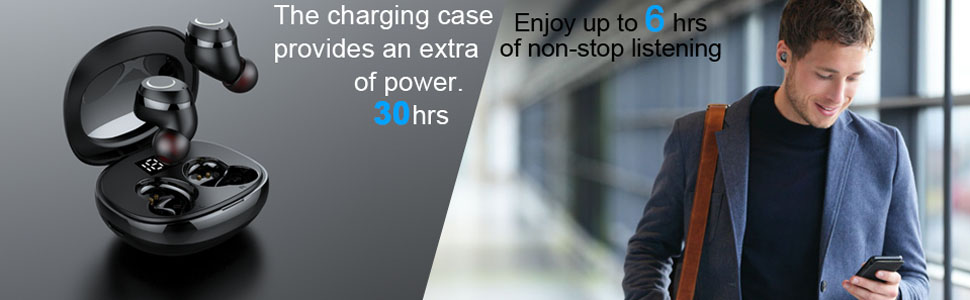 The charging case
provides an extra
of power.
30hrs
Enjoy up to 6 hrs
of non-stop listening